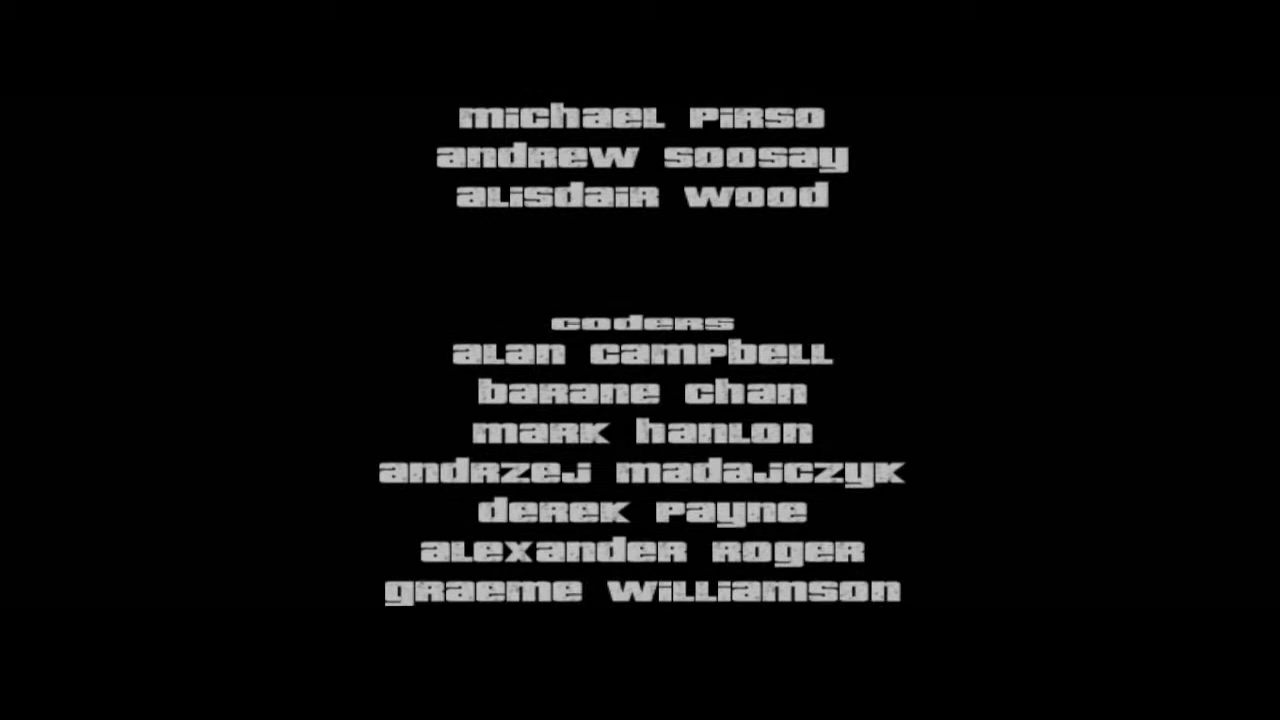 michael pirso
andrew soosay
alisdair wood
coders
alan campbell
barane chan
mark hanlon
andrzej madajczyk
derek payne
alexander roger
graeme williamson